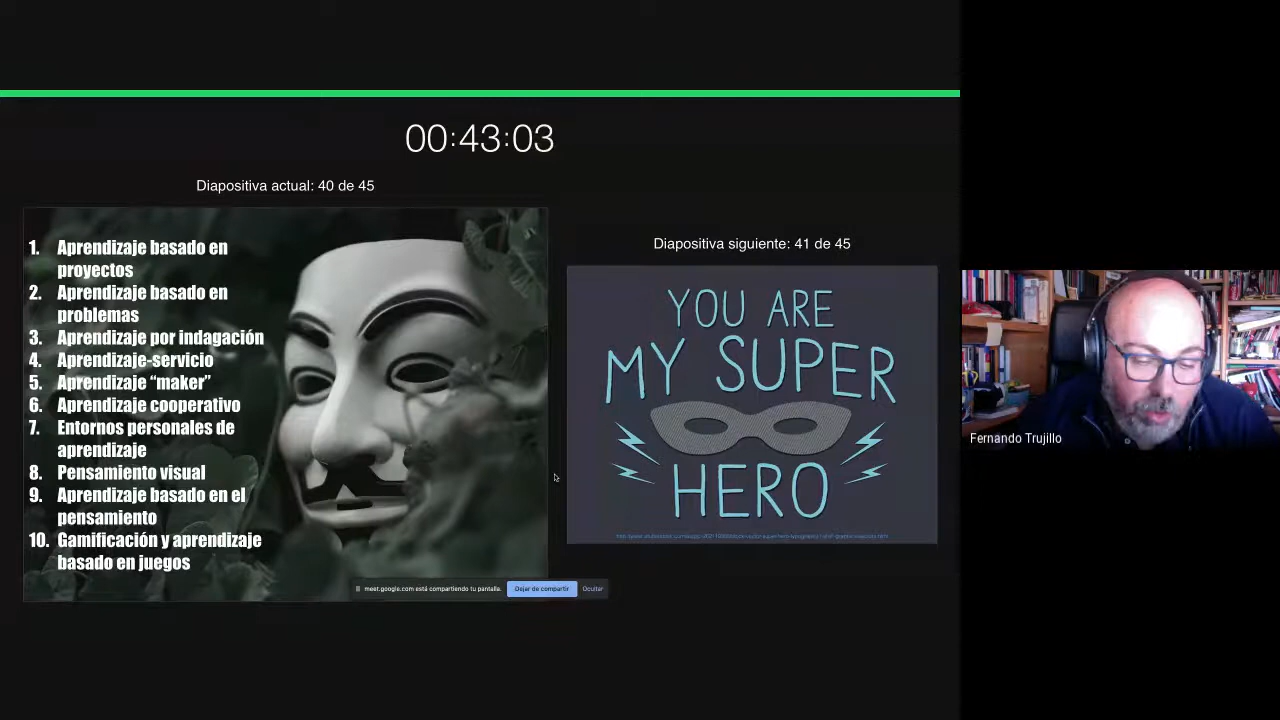 00:43:03
Diapositiva actual: 40 de 45
1. Aprendizaje basado en
proyectos
2. Aprendizaje basado en
problemas
3. Aprendizaje por indagación
4. Aprendizaje-servicio
5. Aprendizaje “maker”
6. Aprendizaje cooperativo
7. Entornos personales de
aprendizaje
8. Pensamiento visual
9. Aprendizaje basado en el
pensamiento
10. Gamificación y aprendizaje
basado en juegos
meet.google.com está compartiendo tu pantalla.
Dejar de compartir
Ocultar
Diapositiva siguiente: 41 de 45
YOU ARE
MY SUPER
HERO
Fernando Trujillo